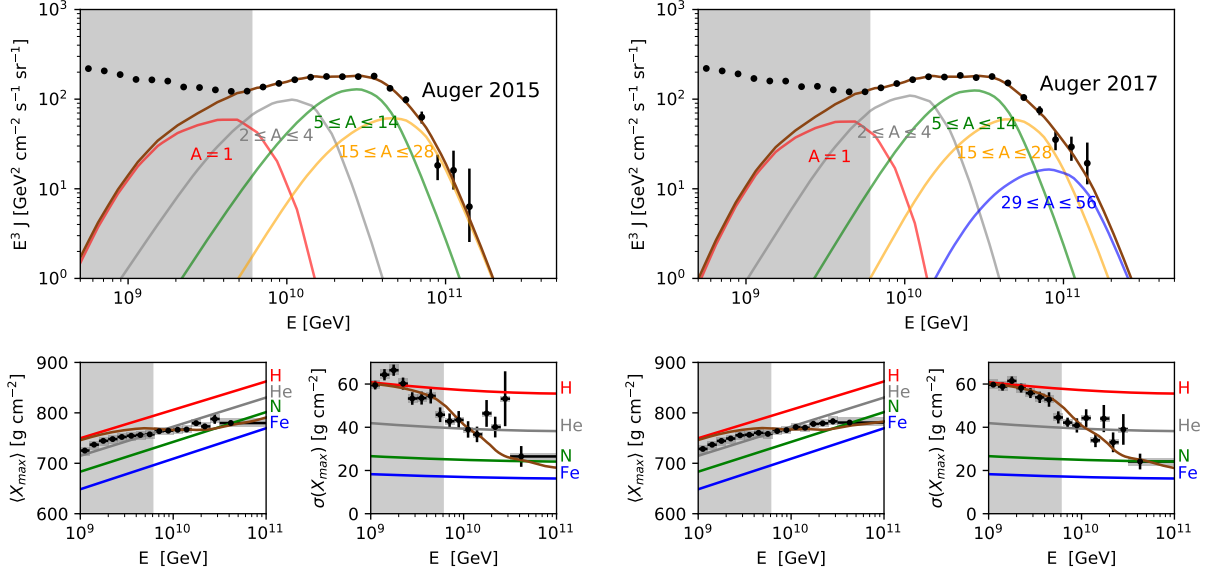 10³
10²
10¹
10⁰
E³ J [GeV² cm⁻² s⁻¹ sr⁻¹]
Auger 2015
A = 1
2 ≤ A ≤ 4
5 ≤ A ≤ 14
15 ≤ A ≤ 28
10⁹ 10¹⁰ 10¹¹
E [GeV]
10³
10²
10¹
10⁰
E³ J [GeV² cm⁻² s⁻¹ sr⁻¹]
Auger 2017
A = 1
2 ≤ A ≤ 4
5 ≤ A ≤ 14
15 ≤ A ≤ 28
29 ≤ A ≤ 56
10⁹ 10¹⁰ 10¹¹
E [GeV]
900
800
700
600
⟨Xmax⟩ [g cm⁻²]
H
He
N
Fe
10⁹ 10¹⁰ 10¹¹
E [GeV]
60
40
20
0
σ(Xmax) [g cm⁻²]
H
He
N
Fe
10⁹ 10¹⁰ 10¹¹
E [GeV]
900
800
700
600
⟨Xmax⟩ [g cm⁻²]
H
He
N
Fe
10⁹ 10¹⁰ 10¹¹
E [GeV]
60
40
20
0
σ(Xmax) [g cm⁻²]
H
He
N
Fe
10⁹ 10¹⁰ 10¹¹
E [GeV]